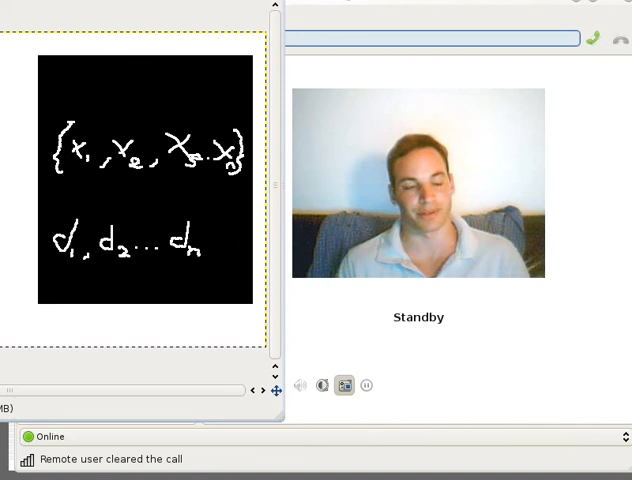 {x1, x2, x3..xn}
d1, d2...dn
Standby
MB)
Online
Remote user cleared the call